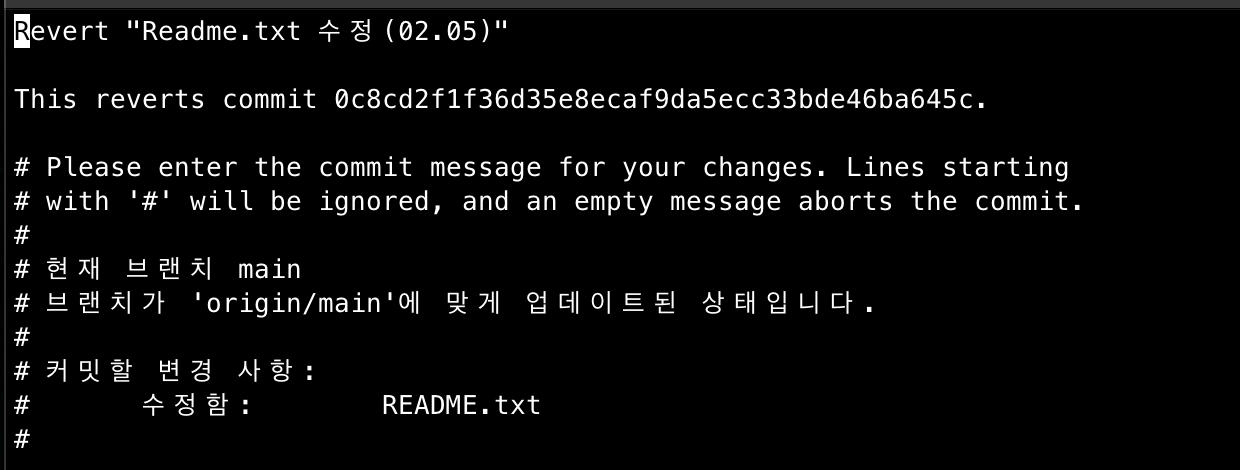 Revert "Readme.txt 수정(02.05)"
This reverts commit 0c8cd2f1f36d35e8ecaf9da5ecc33bde46ba645c.
# Please enter the commit message for your changes. Lines starting
# with '#' will be ignored, and an empty message aborts the commit.
#
# 현재 브랜치 main
# 브랜치가 'origin/main'에 맞게 업데이트된 상태입니다.
#
# 커밋할 변경 사항:
#	수정함:	README.txt
#